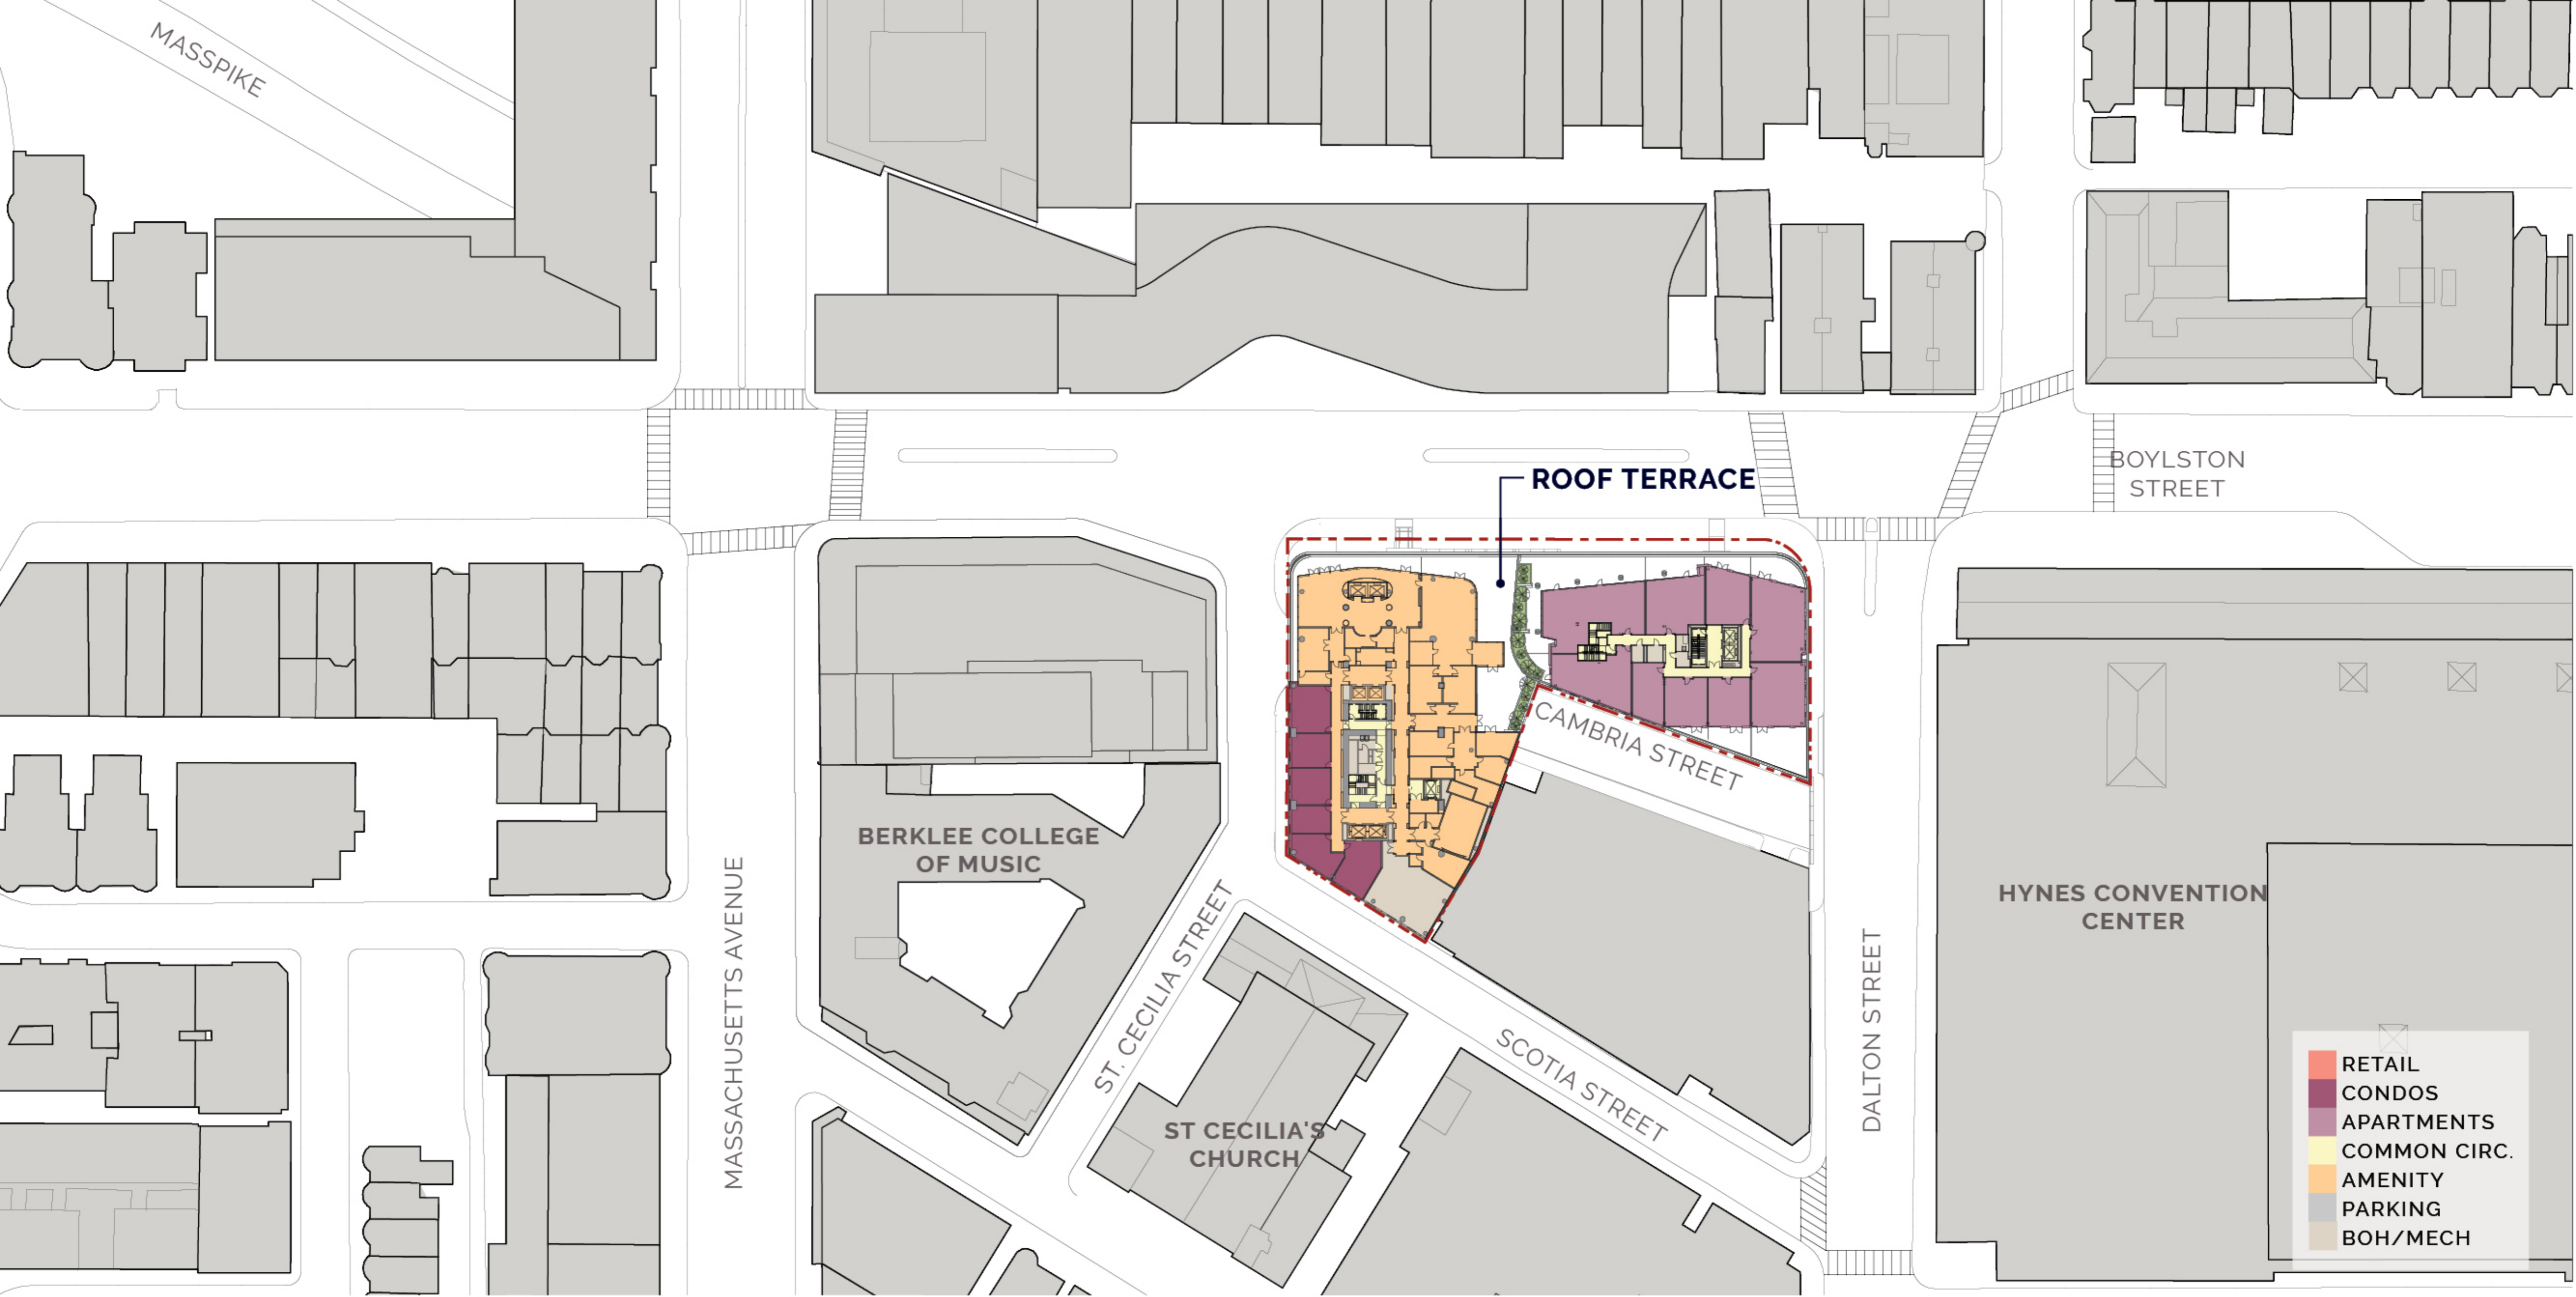 MASSPIKE
BOYLSTON
STREET
ROOF TERRACE
CAMBRIA STREET
BERKLEE COLLEGE
OF MUSIC
MASSACHUSETTS AVENUE
ST. CECILIA STREET
HYNES CONVENTION
CENTER
DALTON STREET
SCOTIA STREET
ST CECILIA'S
CHURCH
RETAIL
CONDOS
APARTMENTS
COMMON CIRC.
AMENITY
PARKING
BOH/MECH